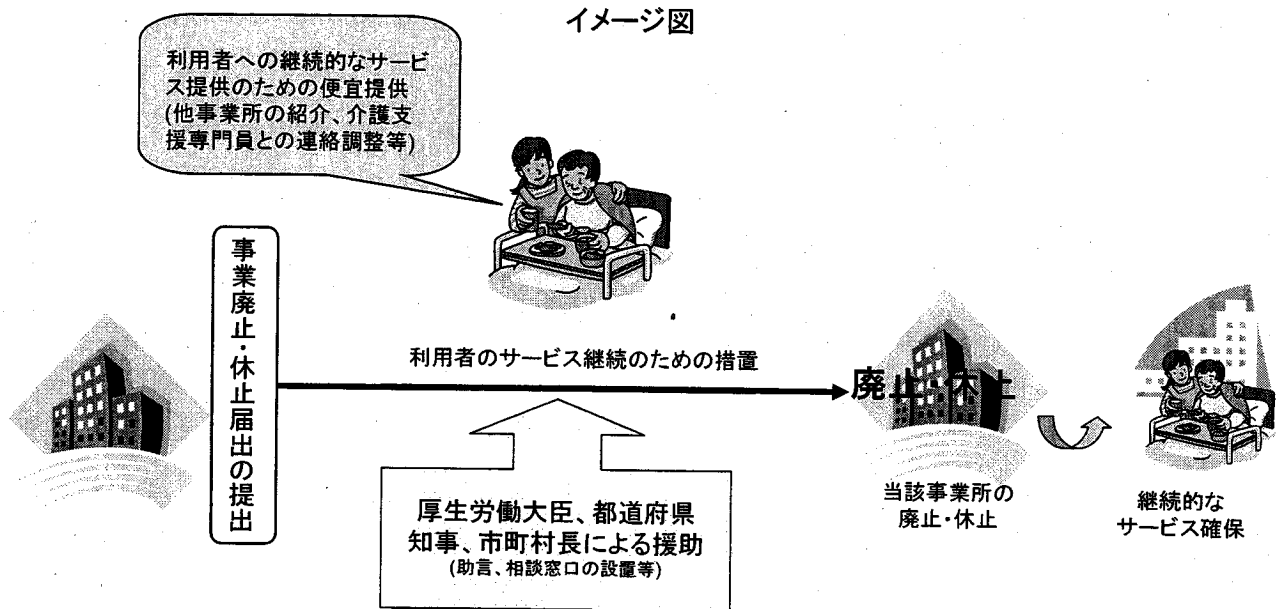 イメージ図
利用者への継続的なサービ
ス提供のための便宜提供
(他事業所の紹介、介護支
援専門員との連絡調整等)
事業廃止・休止届出の提出
利用者のサービス継続のための措置
廃止・休止
厚生労働大臣、都道府県
知事、市町村長による援助
(助言、相談窓口の設置等)
当該事業所の
廃止・休止
継続的な
サービス確保